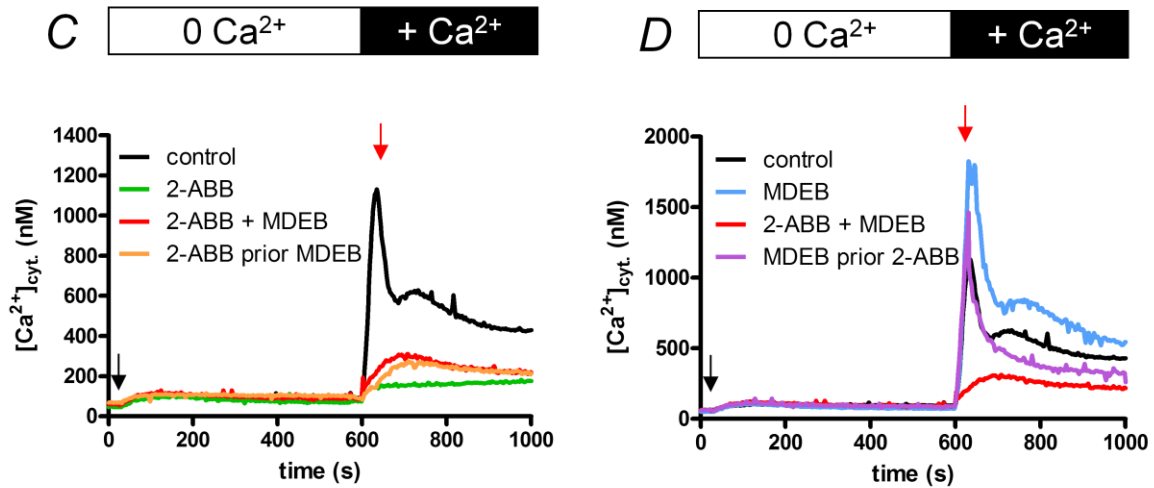 C
0 Ca²⁺
+ Ca²⁺
[Ca²⁺]cyt. (nM)
1400
1200
1000
800
600
400
200
0
control
2-ABB
2-ABB + MDEB
2-ABB prior MDEB
0
200
400
600
800
1000
time (s)
D
0 Ca²⁺
+ Ca²⁺
[Ca²⁺]cyt. (nM)
2000
1500
1000
500
0
control
MDEB
2-ABB + MDEB
MDEB prior 2-ABB
0
200
400
600
800
1000
time (s)